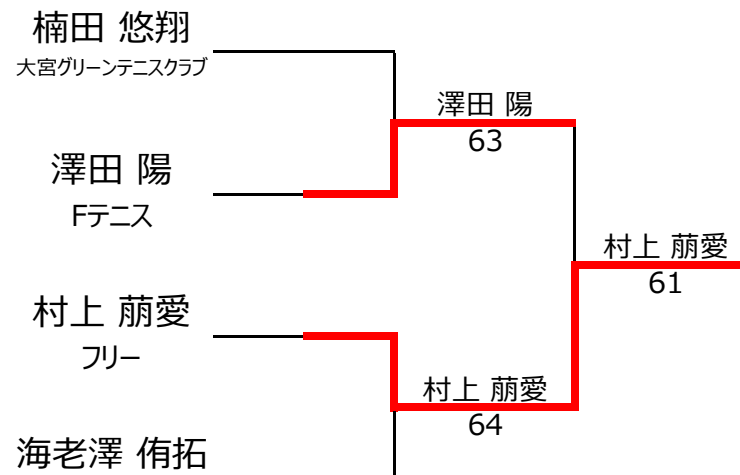 楠田 悠翔
大宮グリーンテニスクラブ
澤田 陽
63
澤田 陽
Fテニス
村上 萠愛
61
村上 萠愛
フリー
村上 萠愛
64
海老澤 侑拓